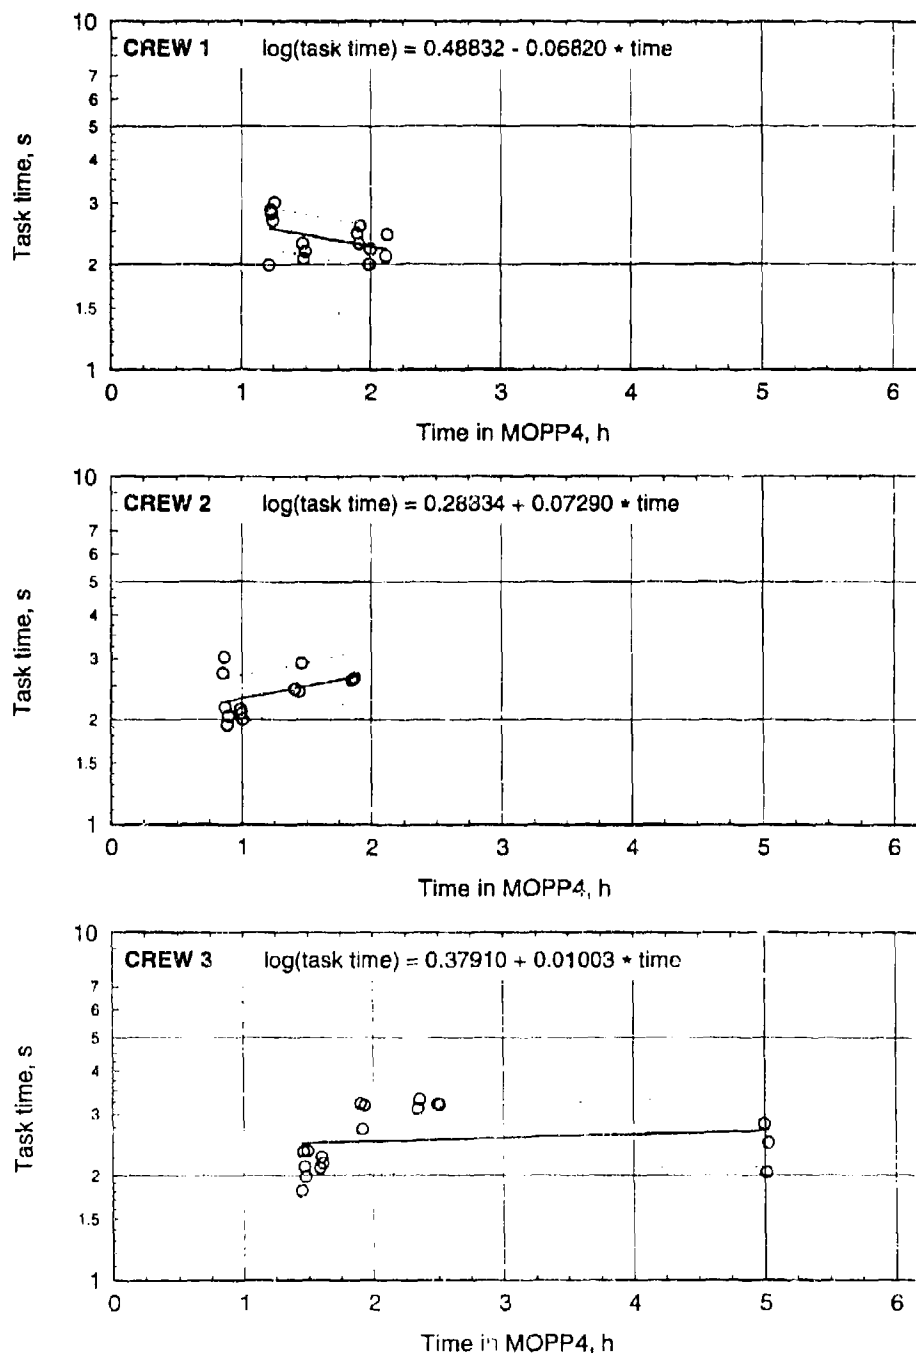 10
CREW 1 log(task time) = 0.48832 - 0.06820 * time
7
6
5
4
3
2
1.5
1
Task time, s
0 1 2 3 4 5 6
Time in MOPP4, h
10
CREW 2 log(task time) = 0.28834 + 0.07290 * time
7
6
5
4
3
2
1.5
1
Task time, s
0 1 2 3 4 5 6
Time in MOPP4, h
10
CREW 3 log(task time) = 0.37910 + 0.01003 * time
7
6
5
4
3
2
1.5
1
Task time, s
0 1 2 3 4 5 6
Time in MOPP4, h